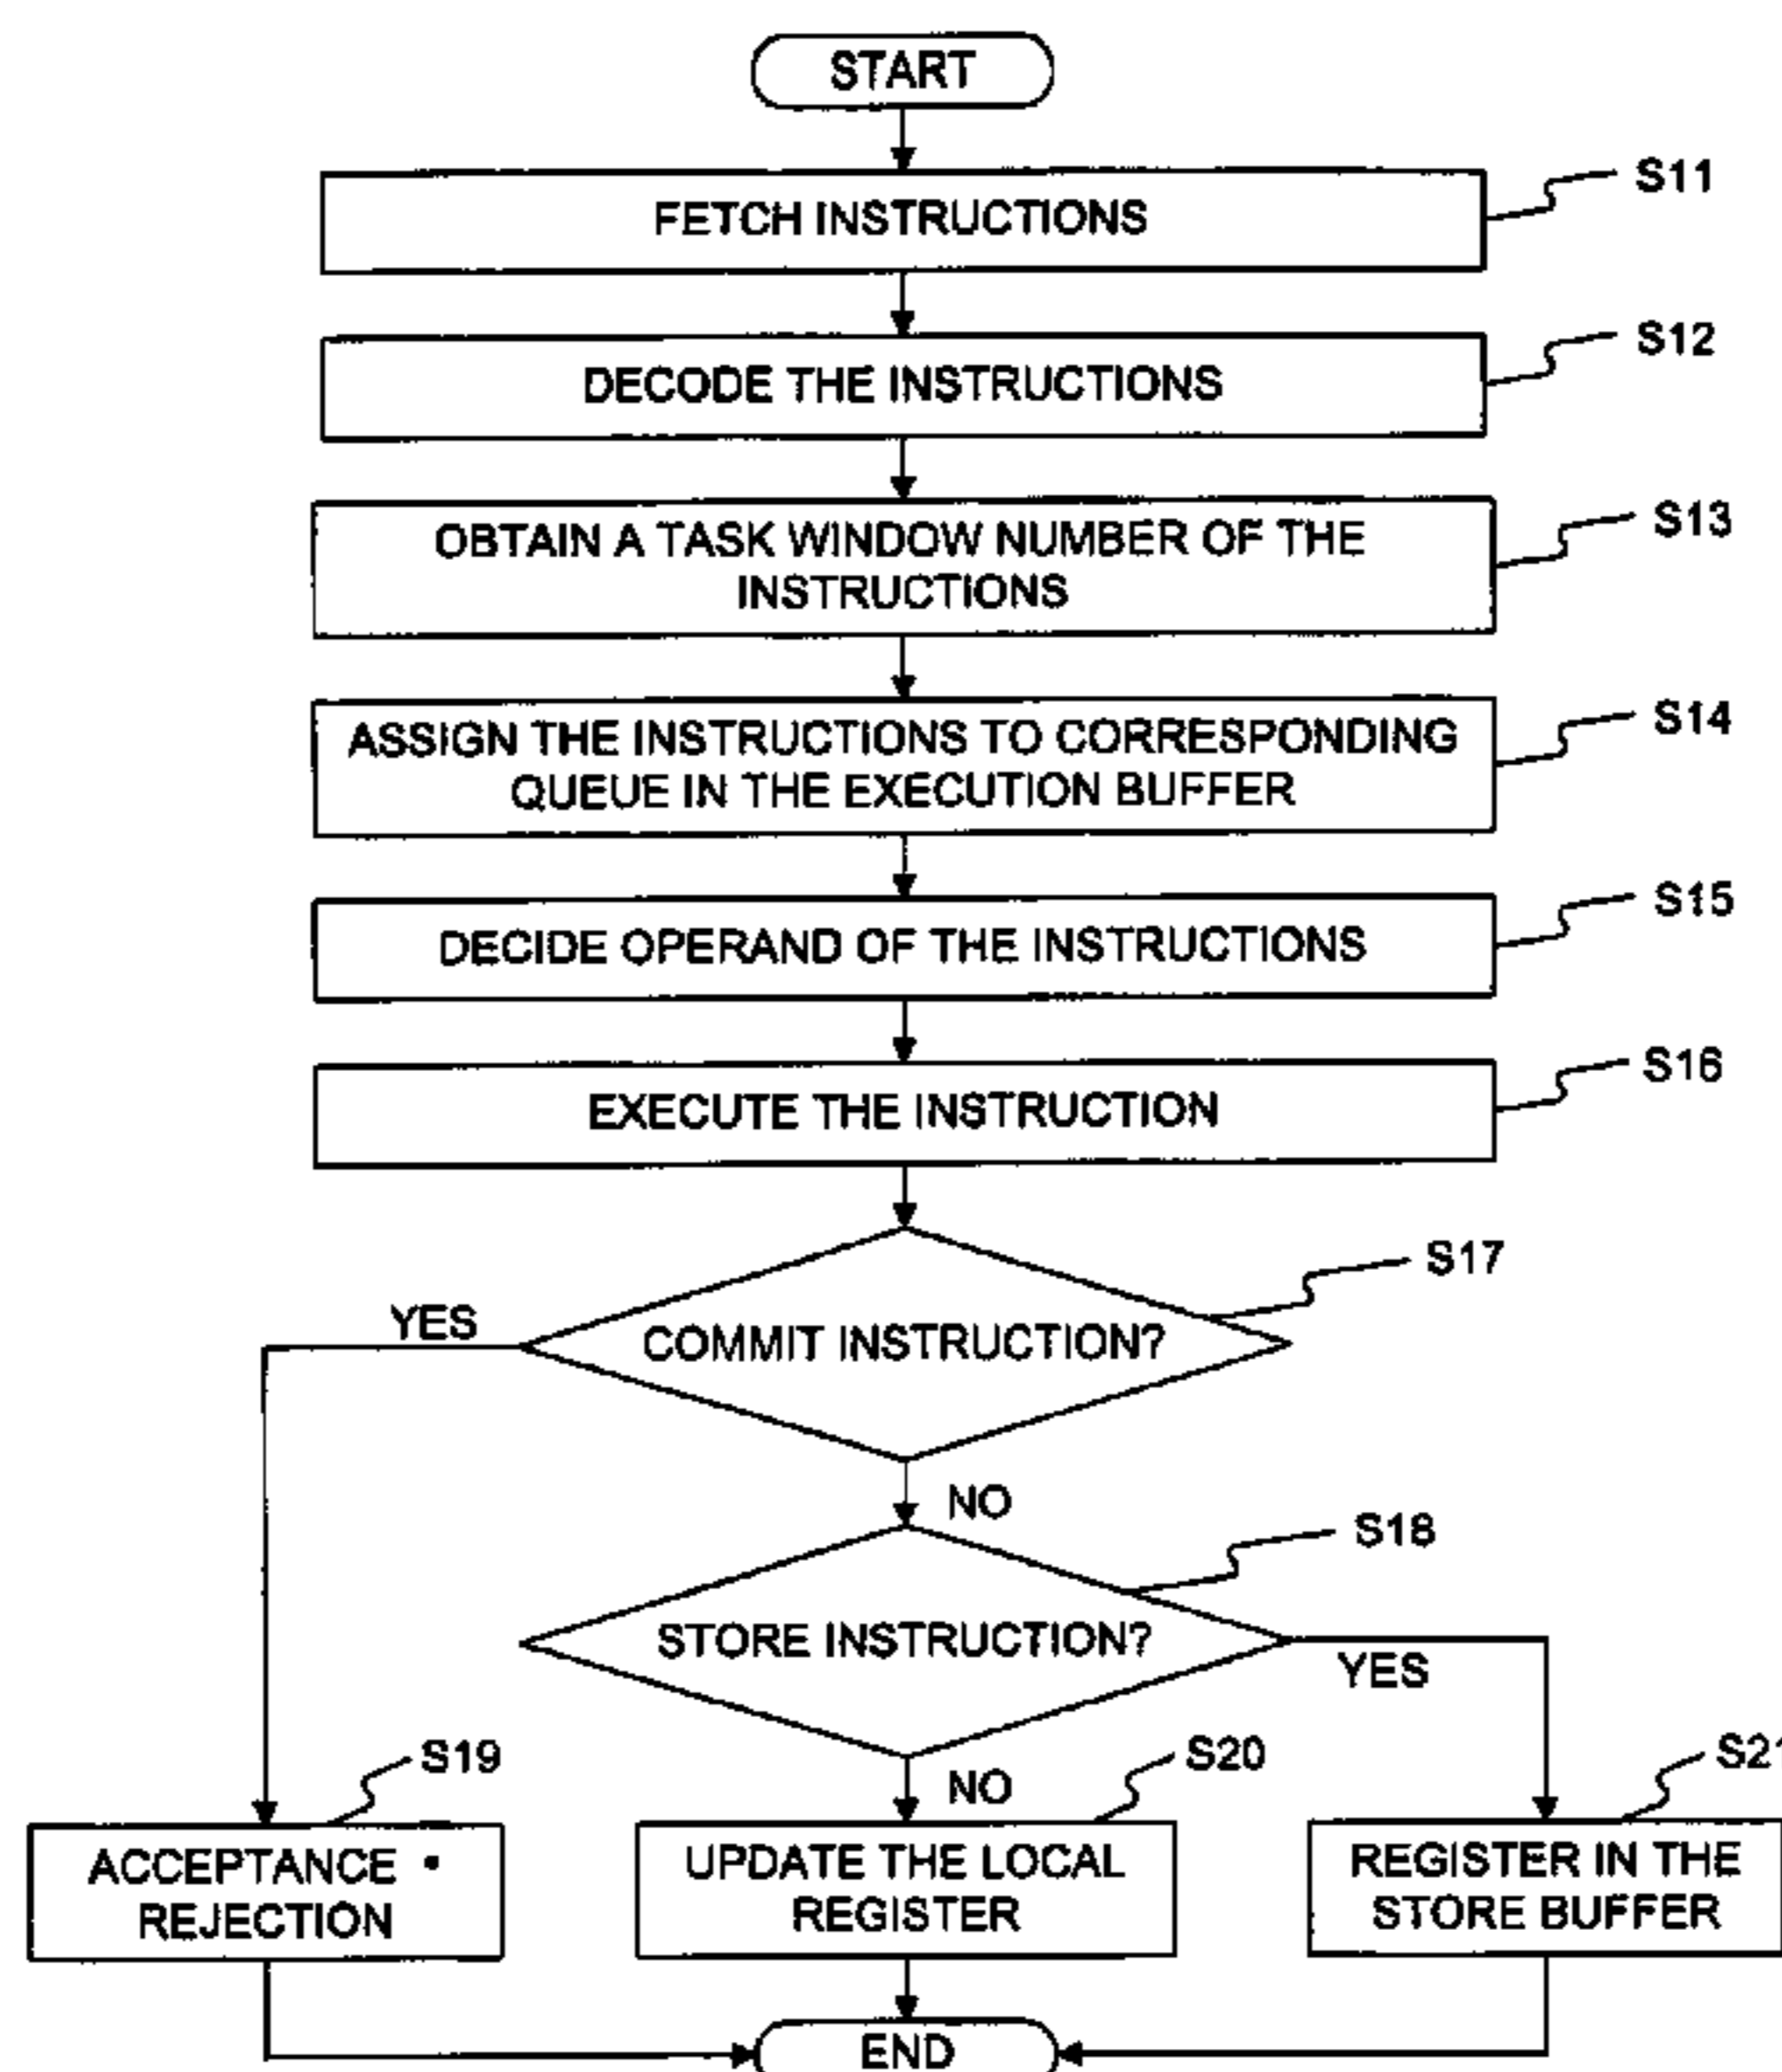 START
FETCH INSTRUCTIONS
S11
DECODE THE INSTRUCTIONS
S12
OBTAIN A TASK WINDOW NUMBER OF THE
INSTRUCTIONS
S13
ASSIGN THE INSTRUCTIONS TO CORRESPONDING
QUEUE IN THE EXECUTION BUFFER
S14
DECIDE OPERAND OF THE INSTRUCTIONS
S15
EXECUTE THE INSTRUCTION
S16
COMMIT INSTRUCTION?
S17
YES
NO
STORE INSTRUCTION?
S18
YES
NO
S19
ACCEPTANCE •
REJECTION
S20
UPDATE THE LOCAL
REGISTER
S21
REGISTER IN THE
STORE BUFFER
END